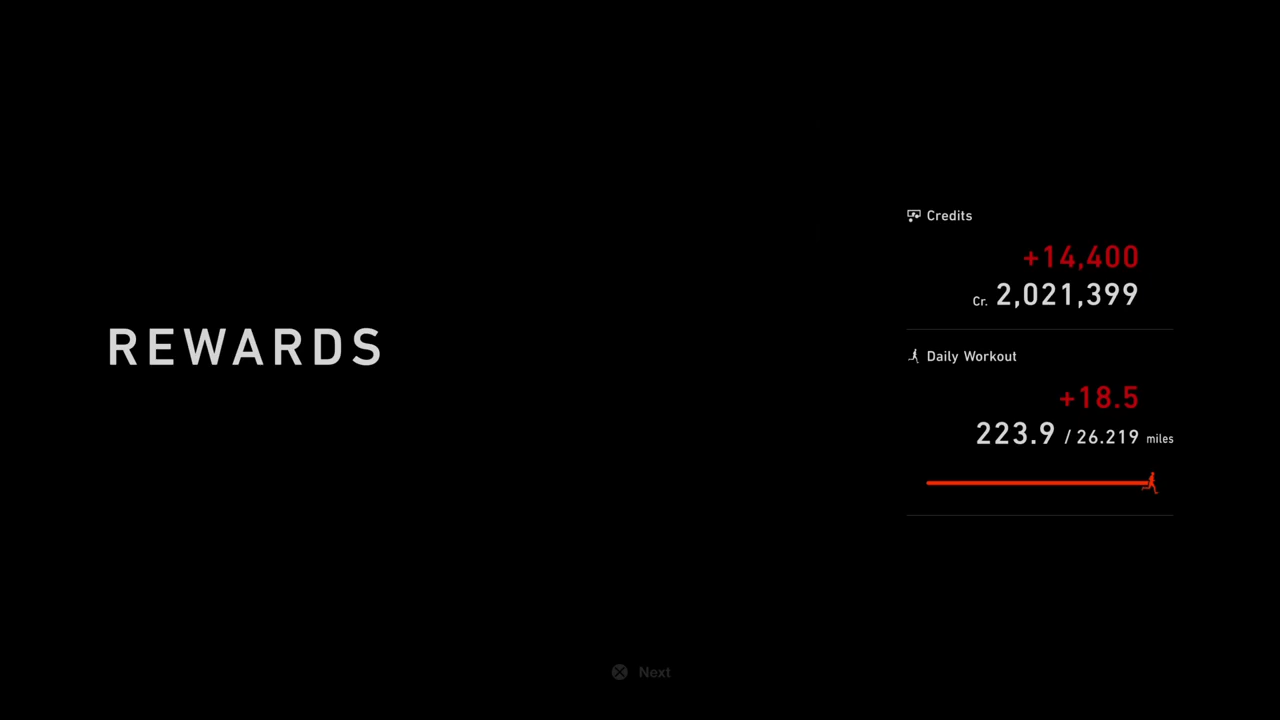 REWARDS
Credits
+14,400
Cr. 2,021,399
Daily Workout
+18.5
223.9 / 26.219 miles
Next